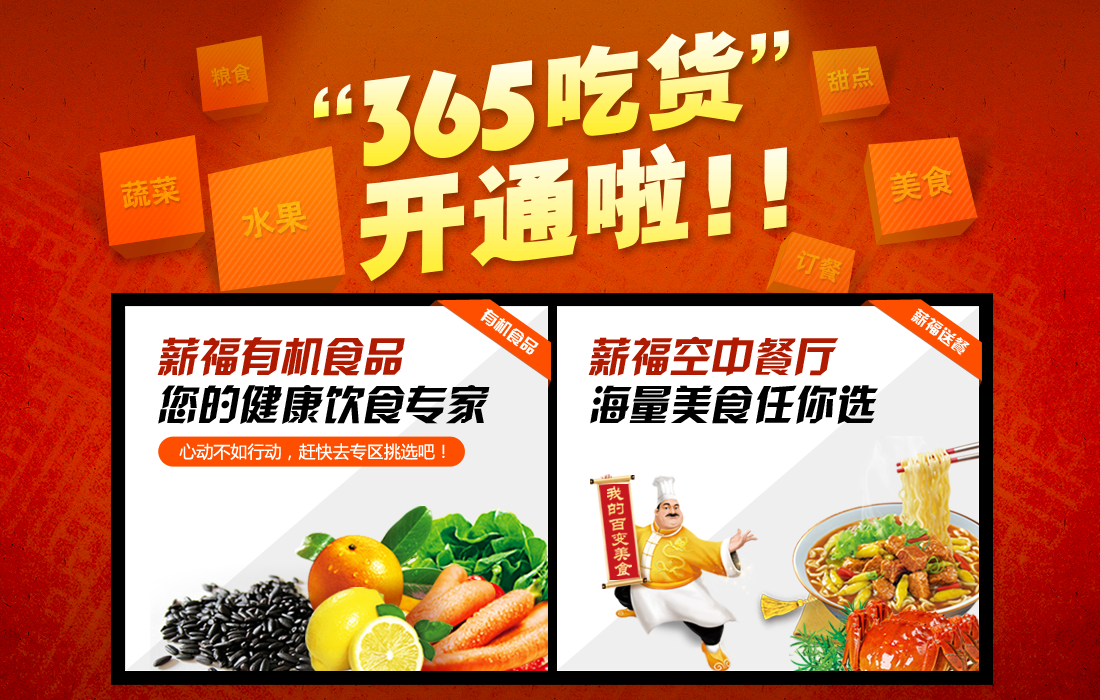 “365吃货”
开通啦!!
粮食
甜点
蔬菜
水果
美食
订餐
有机食品
薪福有机食品
您的健康饮食专家
心动不如行动，赶快去专区挑选吧！
薪福送餐
薪福空中餐厅
海量美食任你选
我的百变美食